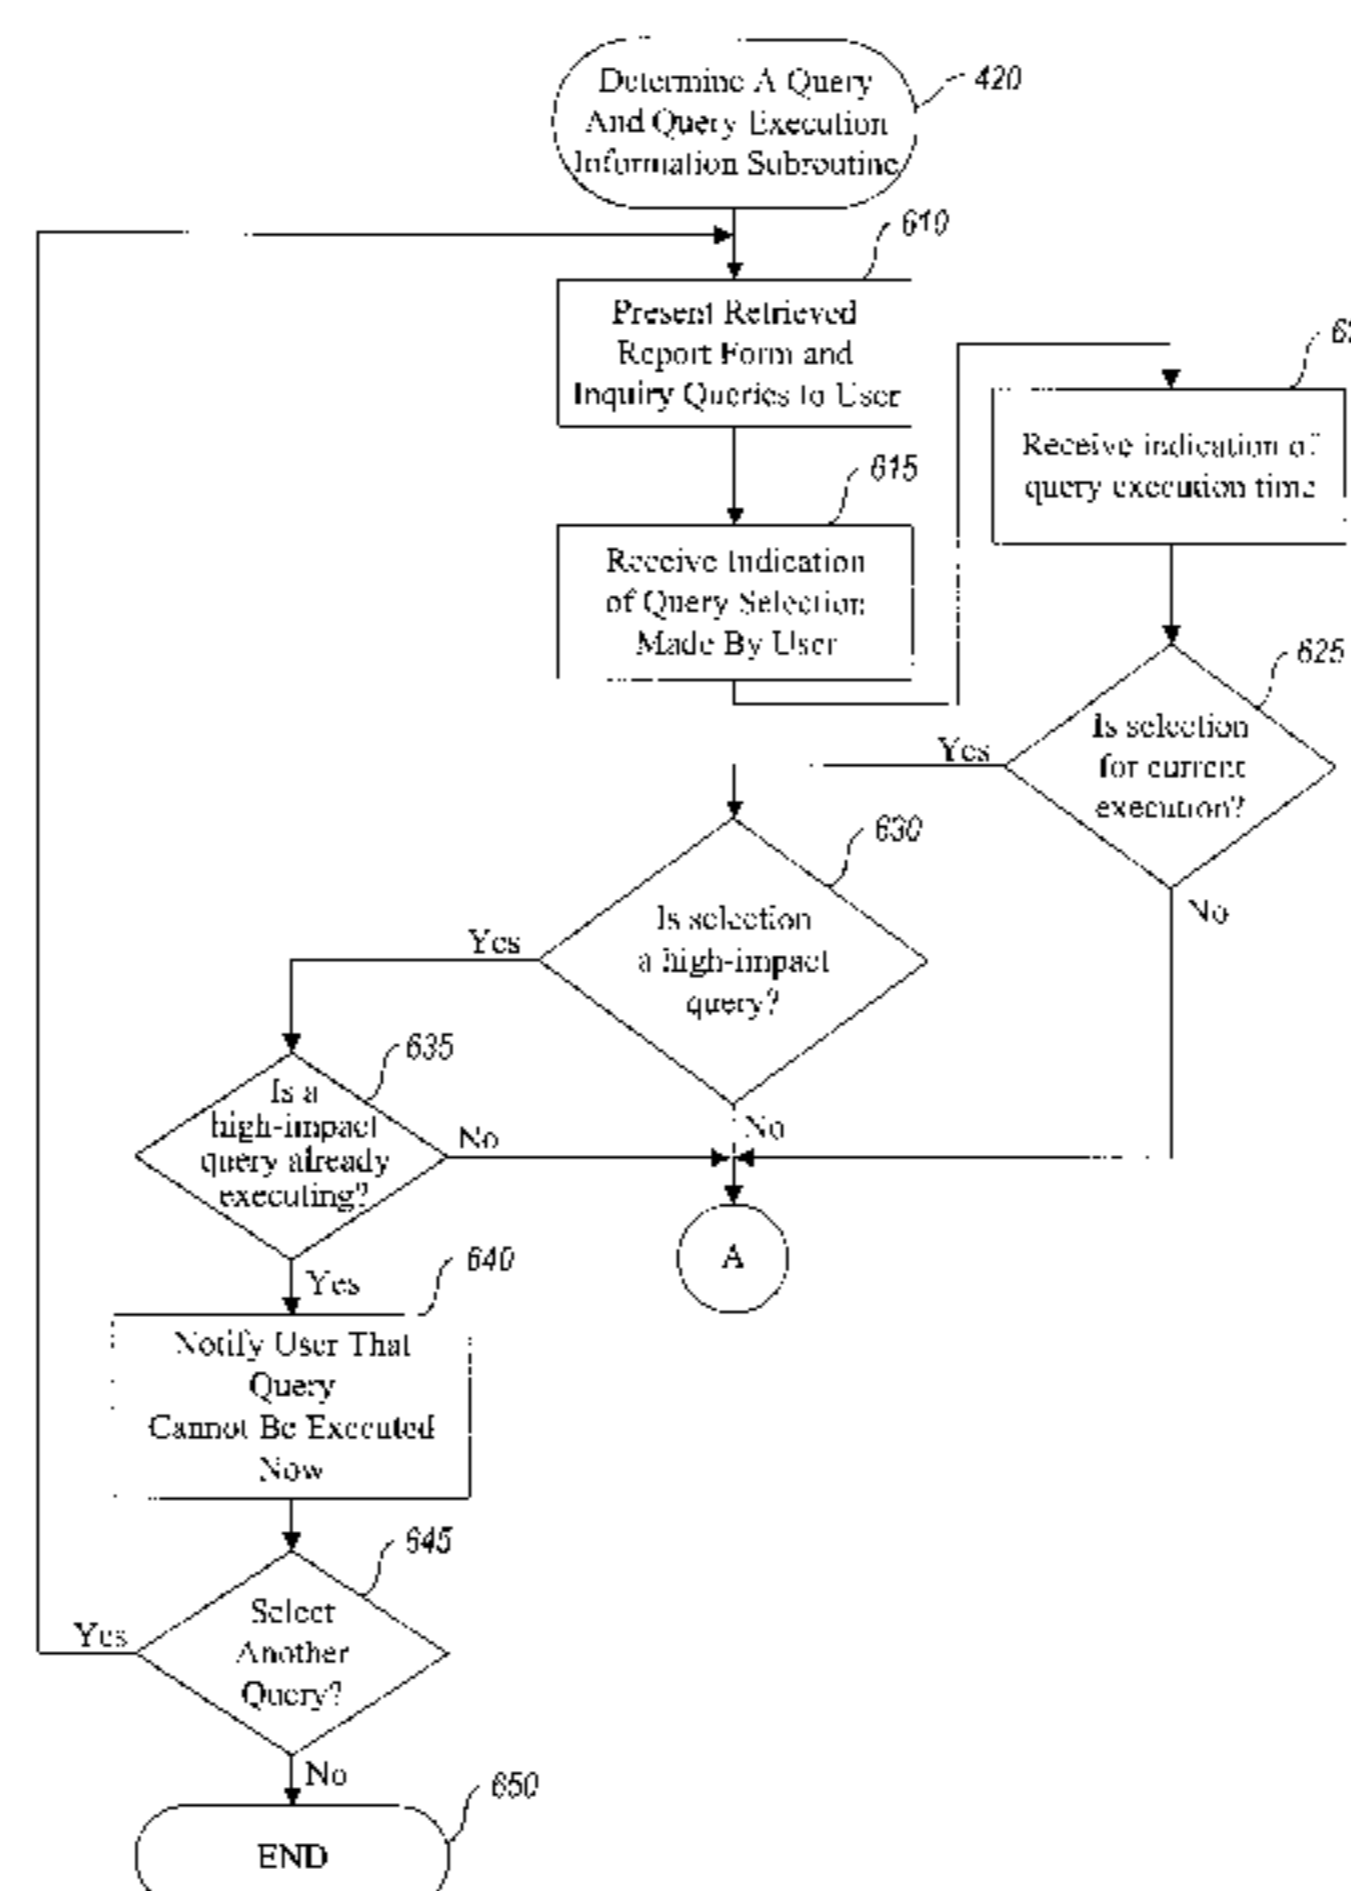 Determine A Query
And Query Execution
Information Subroutine
420
610
Present Retrieved
Report Form and
Inquiry Queries to User
615
Receive Indication
of Query Selection
Made By User
Receive indication of
query execution time
625
Is selection
for current
execution?
Yes
No
630
Is selection
a high-impact
query?
Yes
No
635
Is a
high-impact
query already
executing?
No
Yes
A
640
Notify User That
Query
Cannot Be Executed
Now
645
Select
Another
Query?
Yes
No
650
END